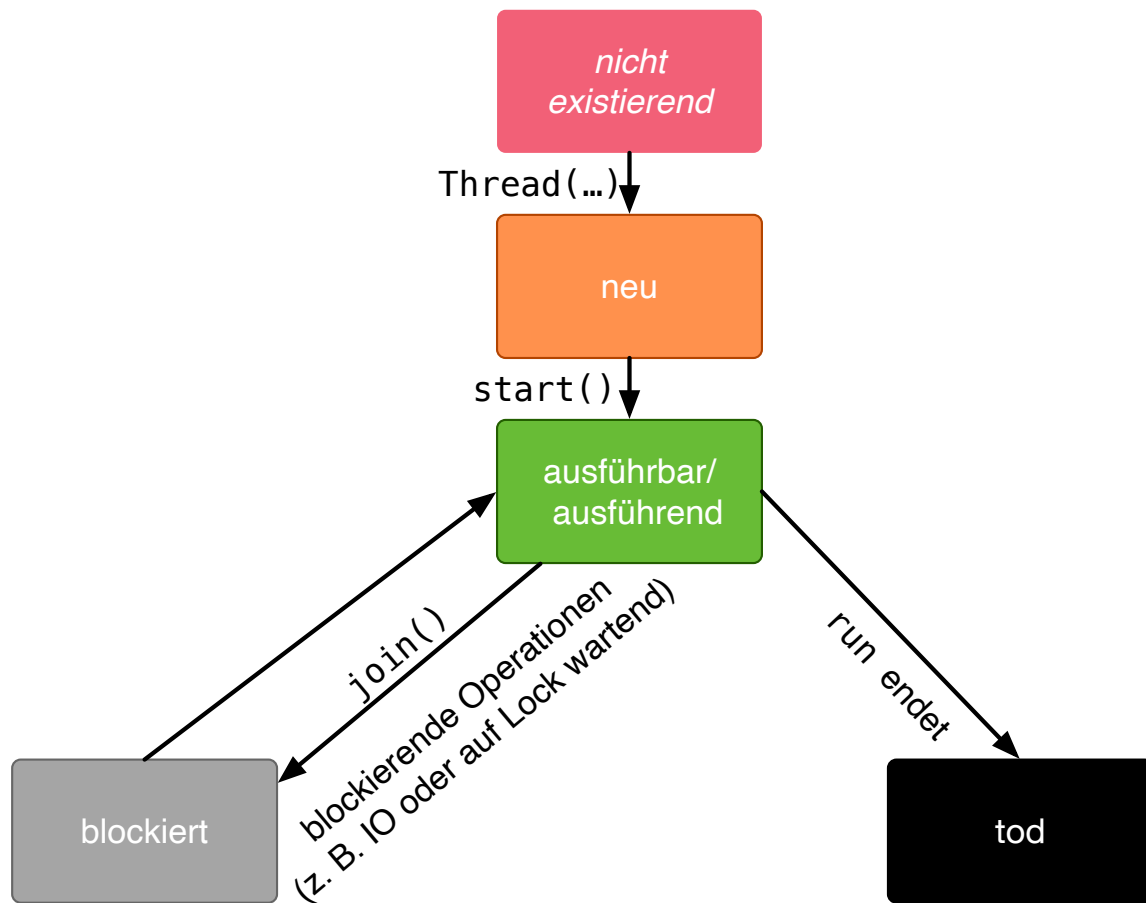 nicht
existierend
Thread(…)
neu
start()
ausführbar/
ausführend
join()
blockierende Operationen
(z. B. IO oder auf Lock wartend)
run endet
blockiert
tod